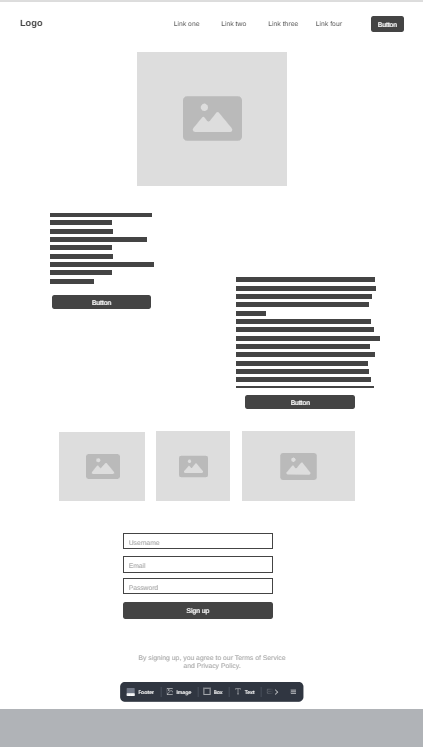 Logo
Link one
Link two
Link three
Link four
Button
Button
Button
Username
Email
Password
Sign up
By signing up, you agree to our Terms of Service
and Privacy Policy.
Footer
Image
Box
Text